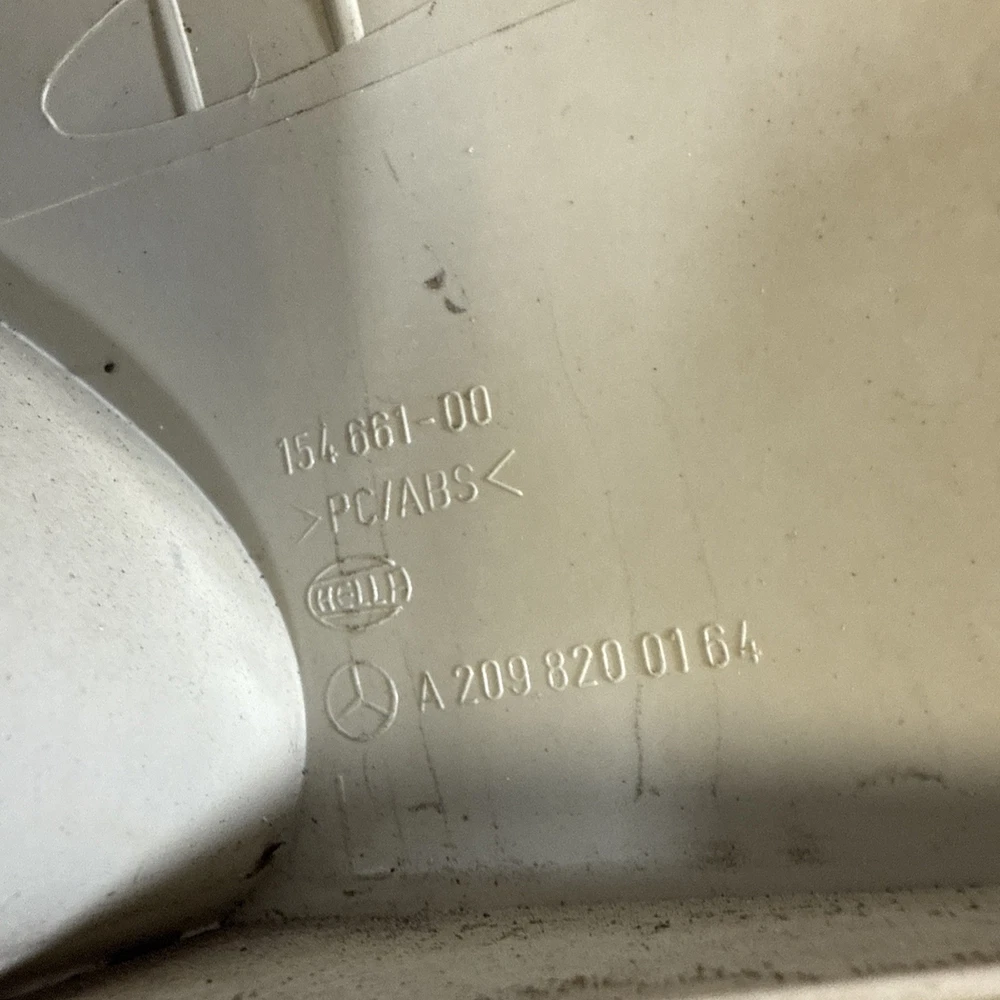 154 661-00
>PC/ABS<
HELLA
A 209 820 01 64
L